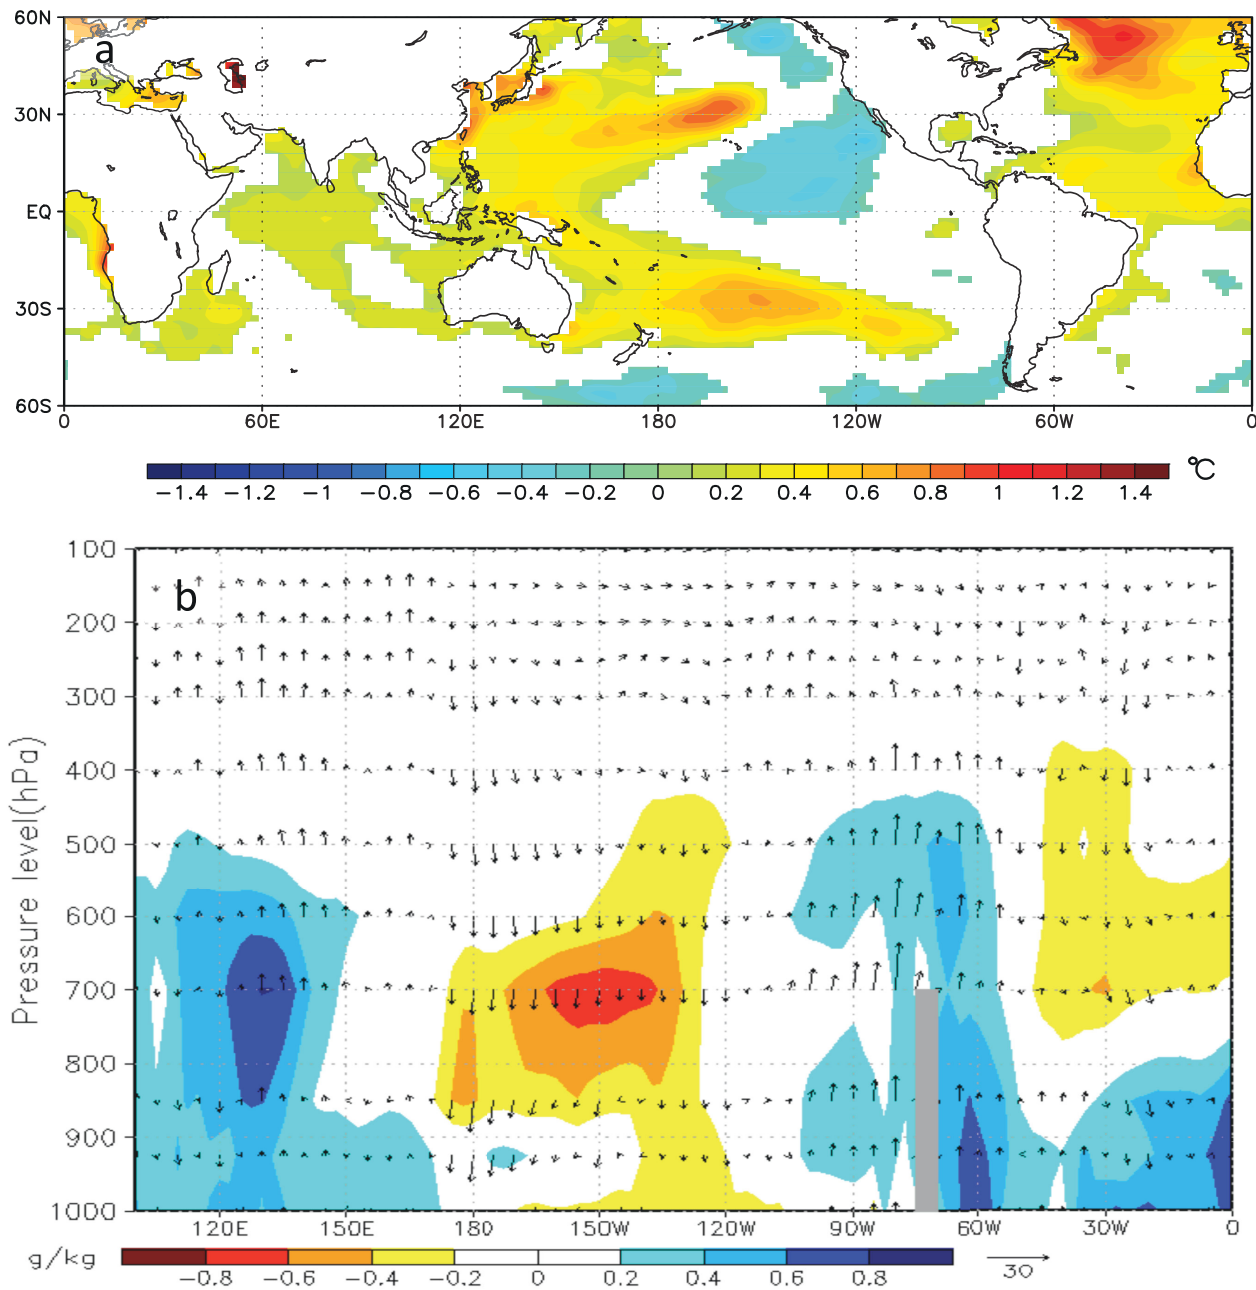 60N
a
30N
EQ
30S
60S
0 60E 120E 180 120W 60W 0
°C
−1.4 −1.2 −1 −0.8 −0.6 −0.4 −0.2 0 0.2 0.4 0.6 0.8 1 1.2 1.4
100
b
200
300
400
500
600
700
800
900
1000
Pressure level(hPa)
120E 150E 180 150W 120W 90W 60W 30W 0
g/kg
−0.8 −0.6 −0.4 −0.2 0 0.2 0.4 0.6 0.8
30